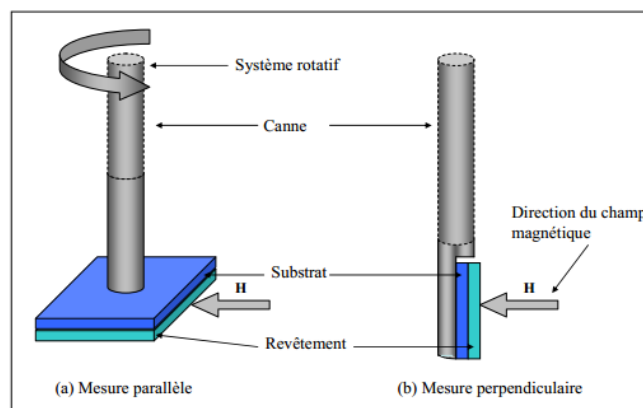 Système rotatif
Canne
Direction du champ
magnétique
Substrat
H
H
Revêtement
(a) Mesure parallèle
(b) Mesure perpendiculaire